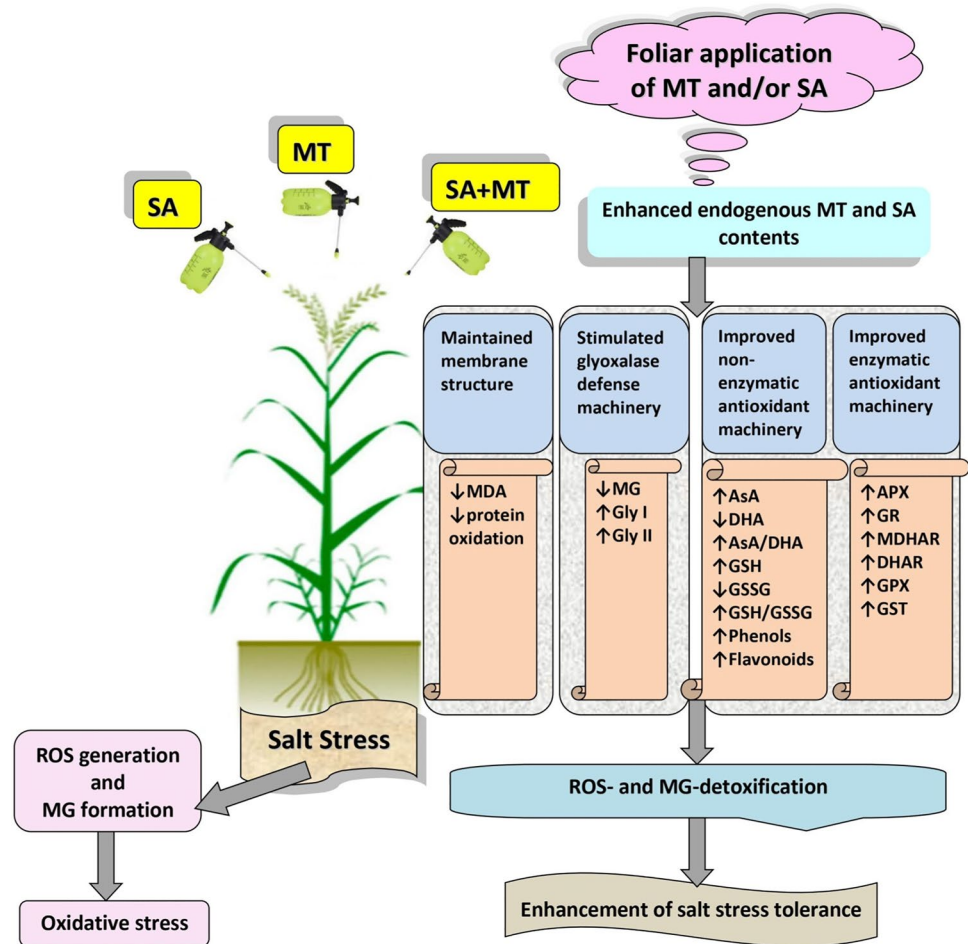 Foliar application
of MT and/or SA
MT
SA
SA+MT
Enhanced endogenous MT and SA
contents
Maintained
membrane
structure
↓MDA
↓protein
oxidation
Stimulated
glyoxalase
defense
machinery
↓MG
↑Gly I
↑Gly II
Improved
non-
enzymatic
antioxidant
machinery
↑AsA
↓DHA
↑AsA/DHA
↑GSH
↓GSSG
↑GSH/GSSG
↑Phenols
↑Flavonoids
Improved
enzymatic
antioxidant
machinery
↑APX
↑GR
↑MDHAR
↑DHAR
↑GPX
↑GST
Salt Stress
ROS generation
and
MG formation
Oxidative stress
ROS- and MG-detoxification
Enhancement of salt stress tolerance